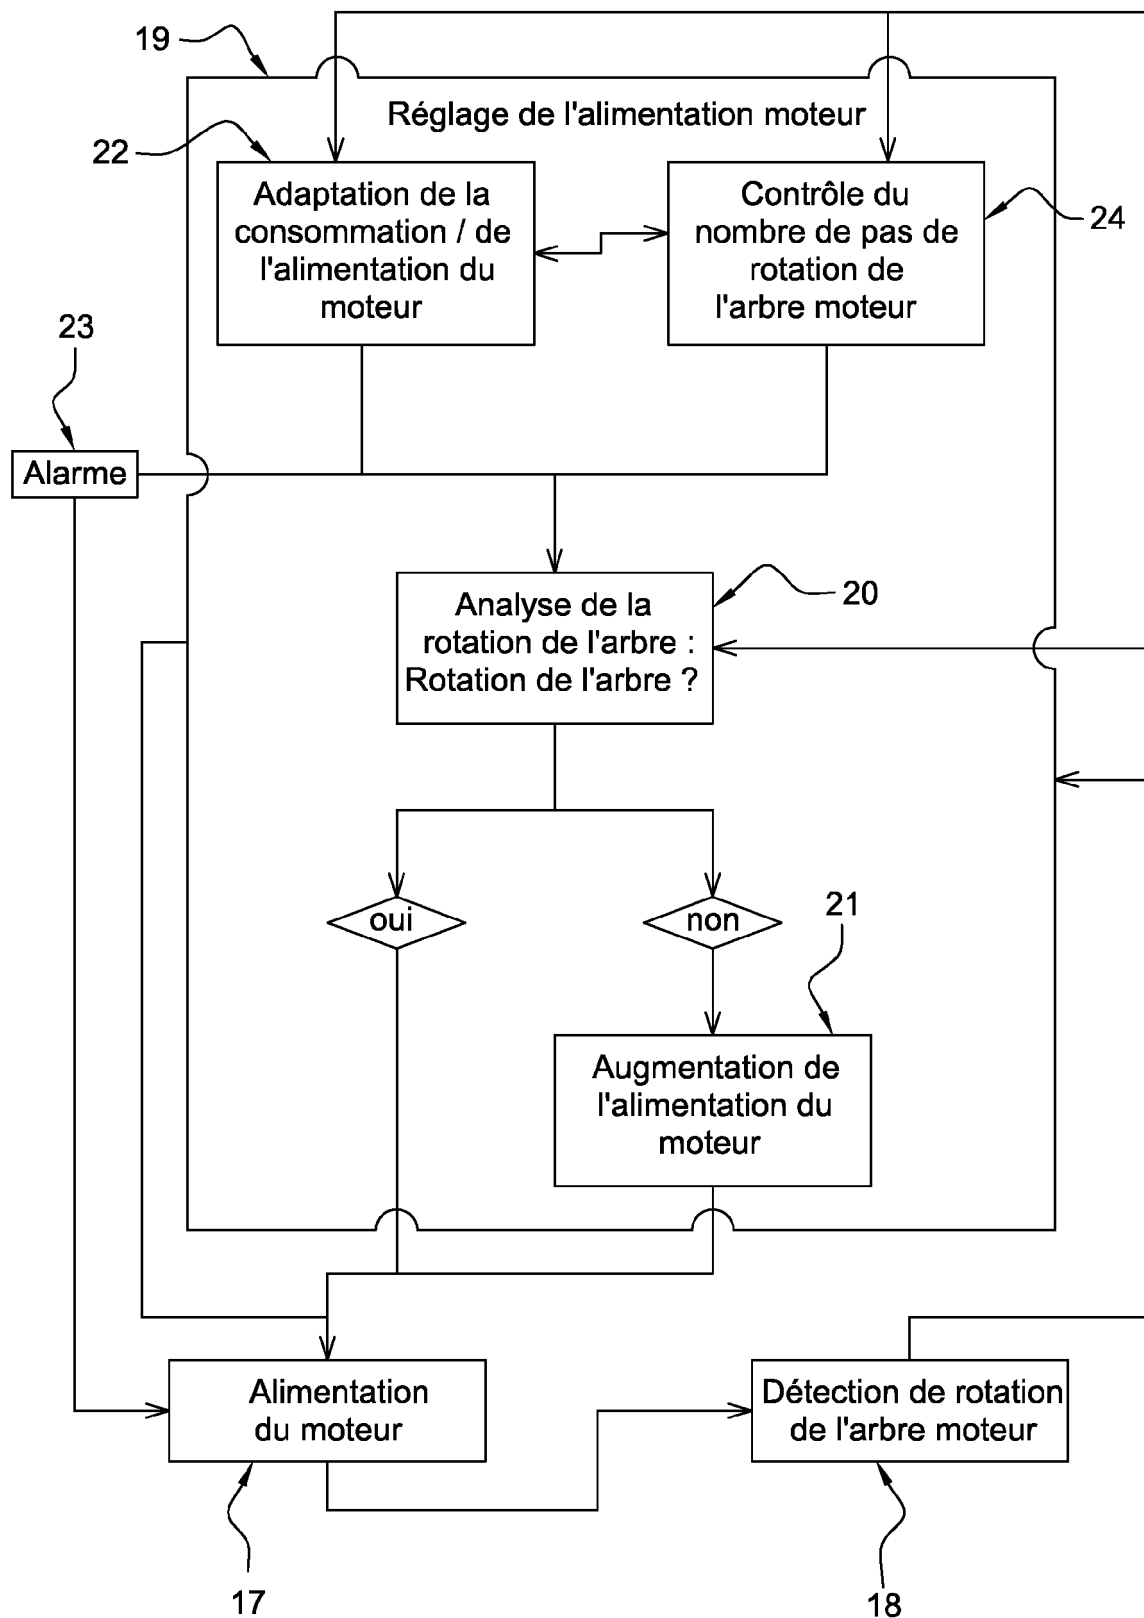 19
Réglage de l'alimentation moteur
22
Adaptation de la
consommation / de
l'alimentation du
moteur
Contrôle du
nombre de pas de
rotation de
l'arbre moteur
24
23
Alarme
Analyse de la
rotation de l'arbre :
Rotation de l'arbre ?
20
oui
non
21
Augmentation de
l'alimentation du
moteur
Alimentation
du moteur
Détection de rotation
de l'arbre moteur
17
18